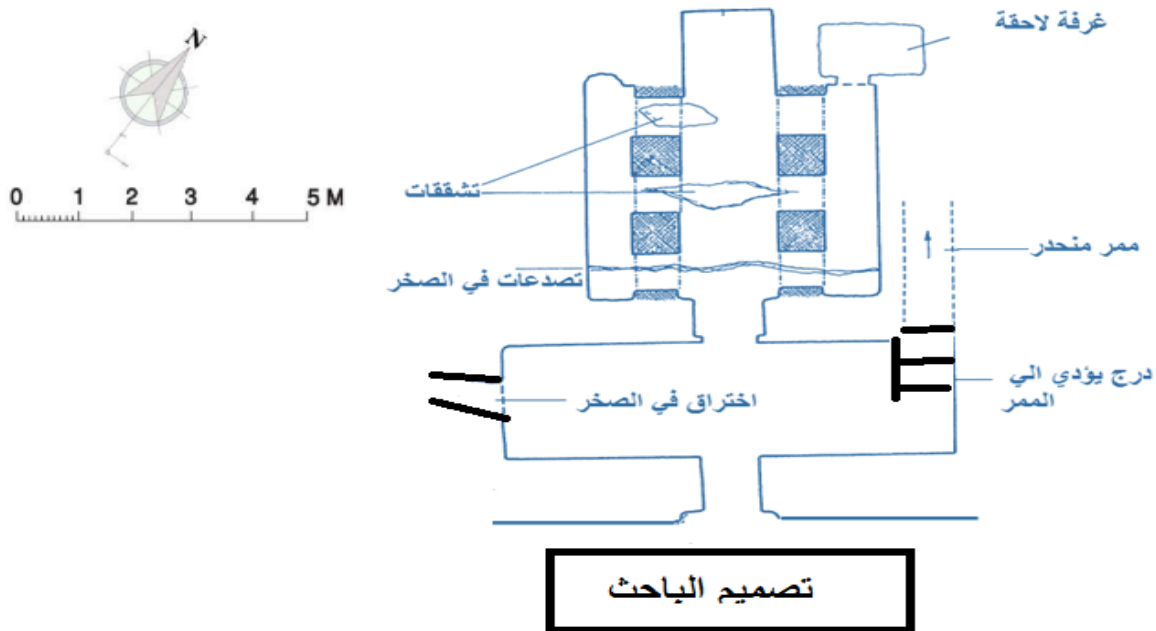 N
0 1 2 3 4 5 M
غرفة لاحقة
تشققات
ممر منحدر
تصدعات في الصخر
درج يؤدي الي
الممر
اختراق في الصخر
تصميم الباحث